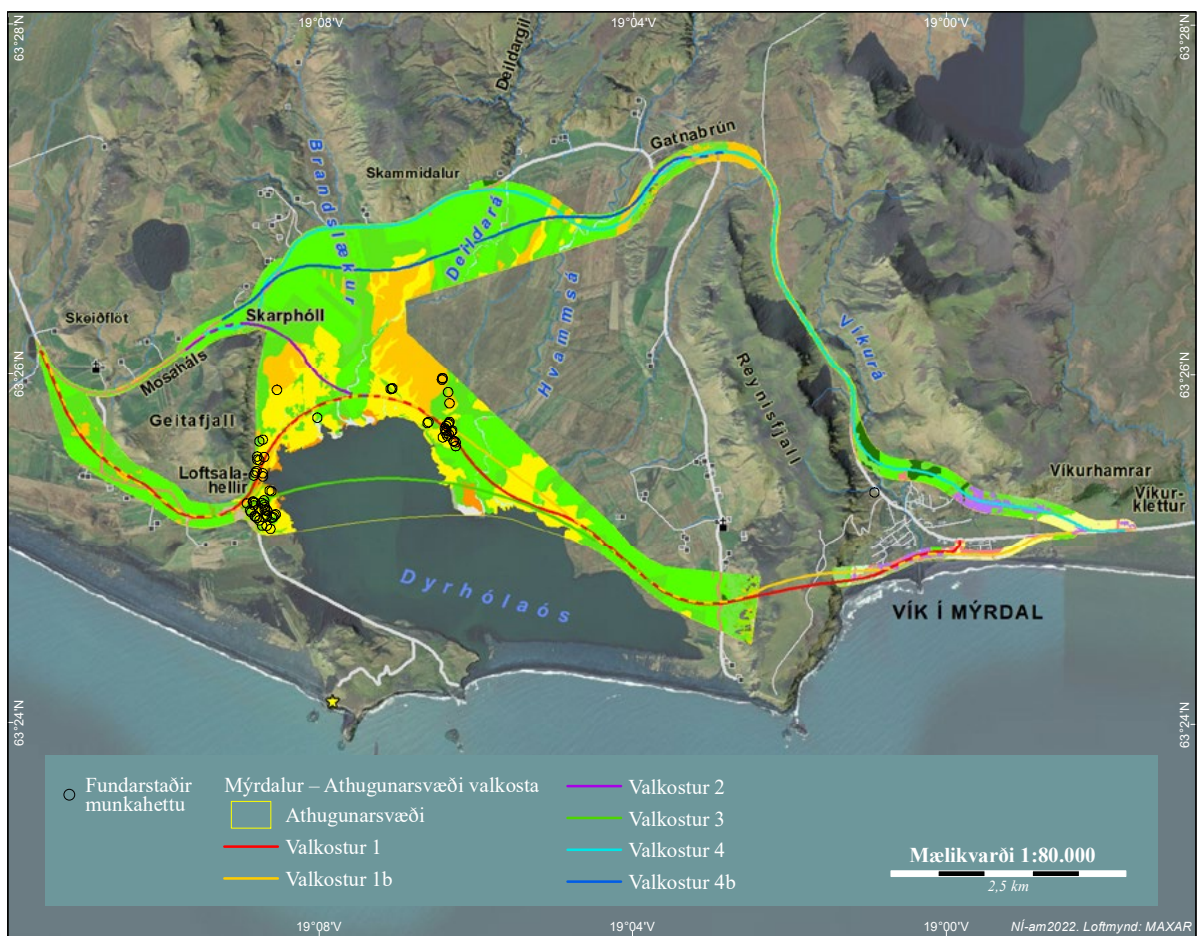 19°08'V
19°04'V
19°00'V
63°28'N
63°28'N
Deildargil
Gatnabrún
Brandslækur
Skammidalur
Deildará
Skeiðflöt
Skarphóll
Hvammsá
Víkurá
63°26'N
63°26'N
Mosaháls
Reynisfjall
Geitafjall
Loftsala-
hellir
Víkurhamrar
Víkur-
klettur
Dyrhólaós
VÍK Í MÝRDAL
63°24'N
63°24'N
Fundarstaðir
munkahettu
Mýrdalur – Athugunarsvæði valkosta
Athugunarsvæði
Valkostur 1
Valkostur 1b
Valkostur 2
Valkostur 3
Valkostur 4
Valkostur 4b
Mælikvarði 1:80.000
2,5 km
19°08'V
19°04'V
19°00'V
NÍ-am2022. Loftmynd: MAXAR